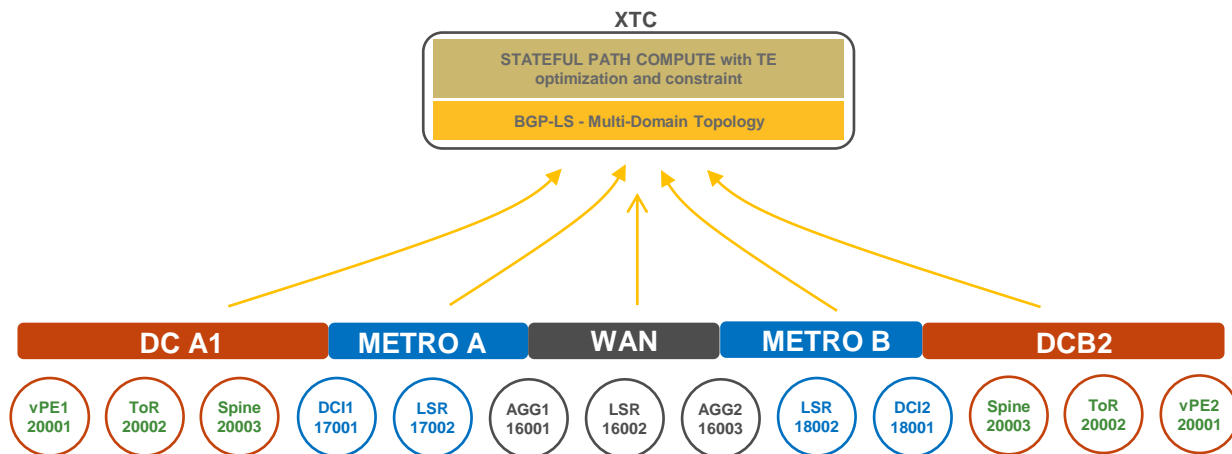 XTC
STATEFUL PATH COMPUTE with TE
optimization and constraint
BGP-LS - Multi-Domain Topology
DC A1
METRO A
WAN
METRO B
DCB2
vPE1
20001
ToR
20002
Spine
20003
DCI1
17001
LSR
17002
AGG1
16001
LSR
16002
AGG2
16003
LSR
18002
DCI2
18001
Spine
20003
ToR
20002
vPE2
20001